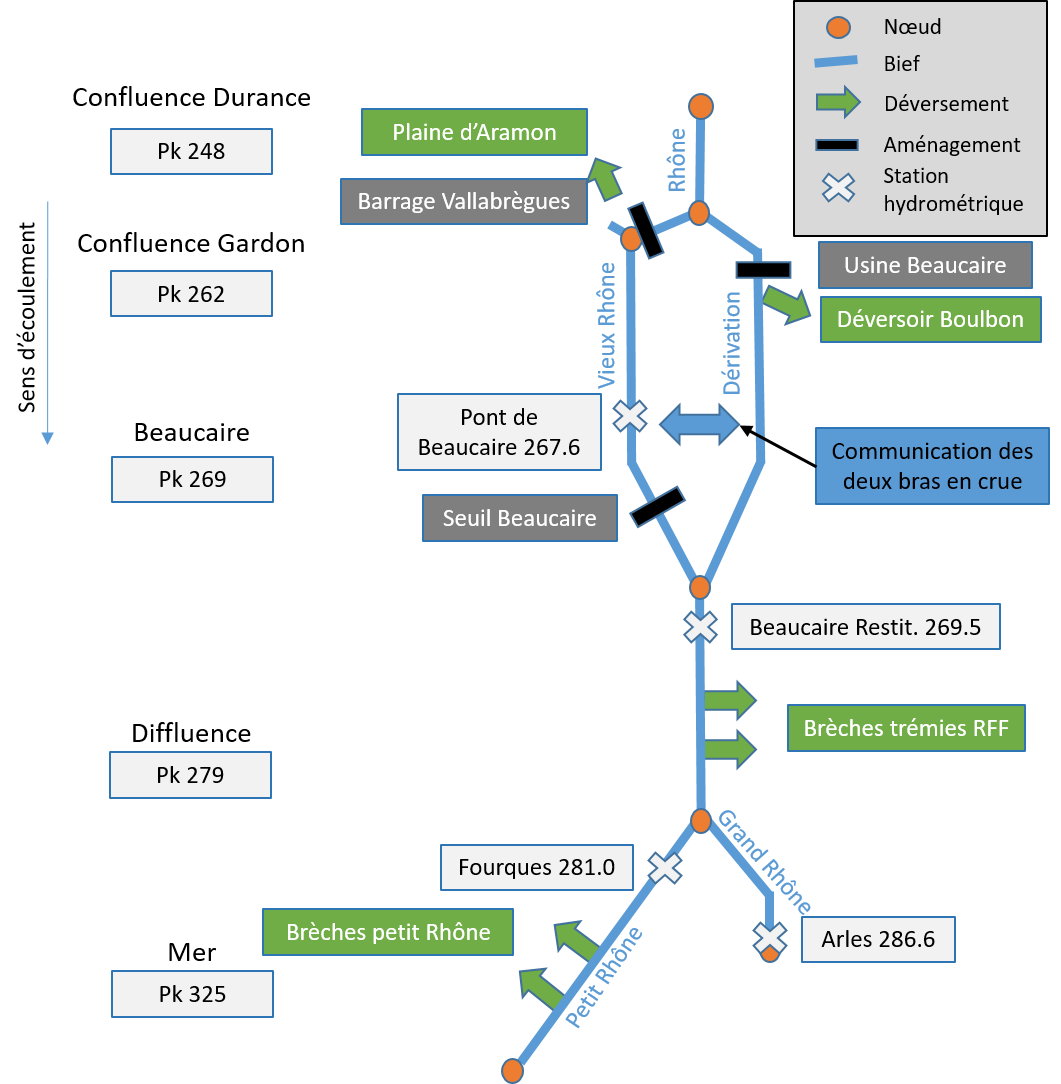 Nœud
Bief
Déversement
Aménagement
Station
hydrométrique
Confluence Durance
Pk 248
Plaine d'Aramon
Rhône
Barrage Vallabrègues
Sens d'écoulement
Confluence Gardon
Pk 262
Usine Beaucaire
Déversoir Boulbon
Vieux Rhône
Dérivation
Beaucaire
Pk 269
Pont de
Beaucaire 267.6
Communication des
deux bras en crue
Seuil Beaucaire
Beaucaire Restit. 269.5
Brèches trémies RFF
Diffluence
Pk 279
Grand Rhône
Fourques 281.0
Brèches petit Rhône
Petit Rhône
Arles 286.6
Mer
Pk 325